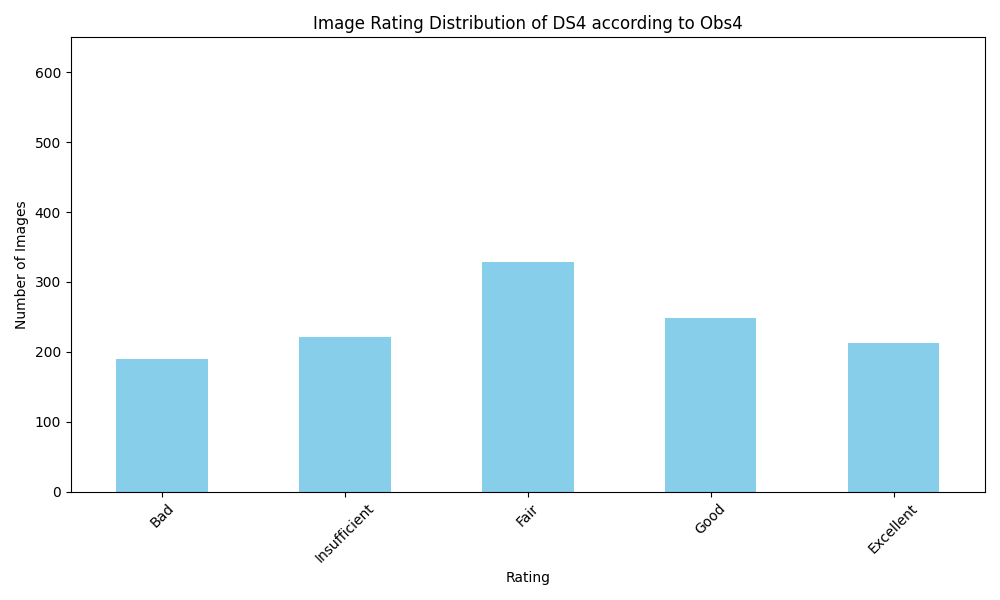 Image Rating Distribution of DS4 according to Obs4
Number of Images
600
500
400
300
200
100
0
Bad
Insufficient
Fair
Good
Excellent
Rating